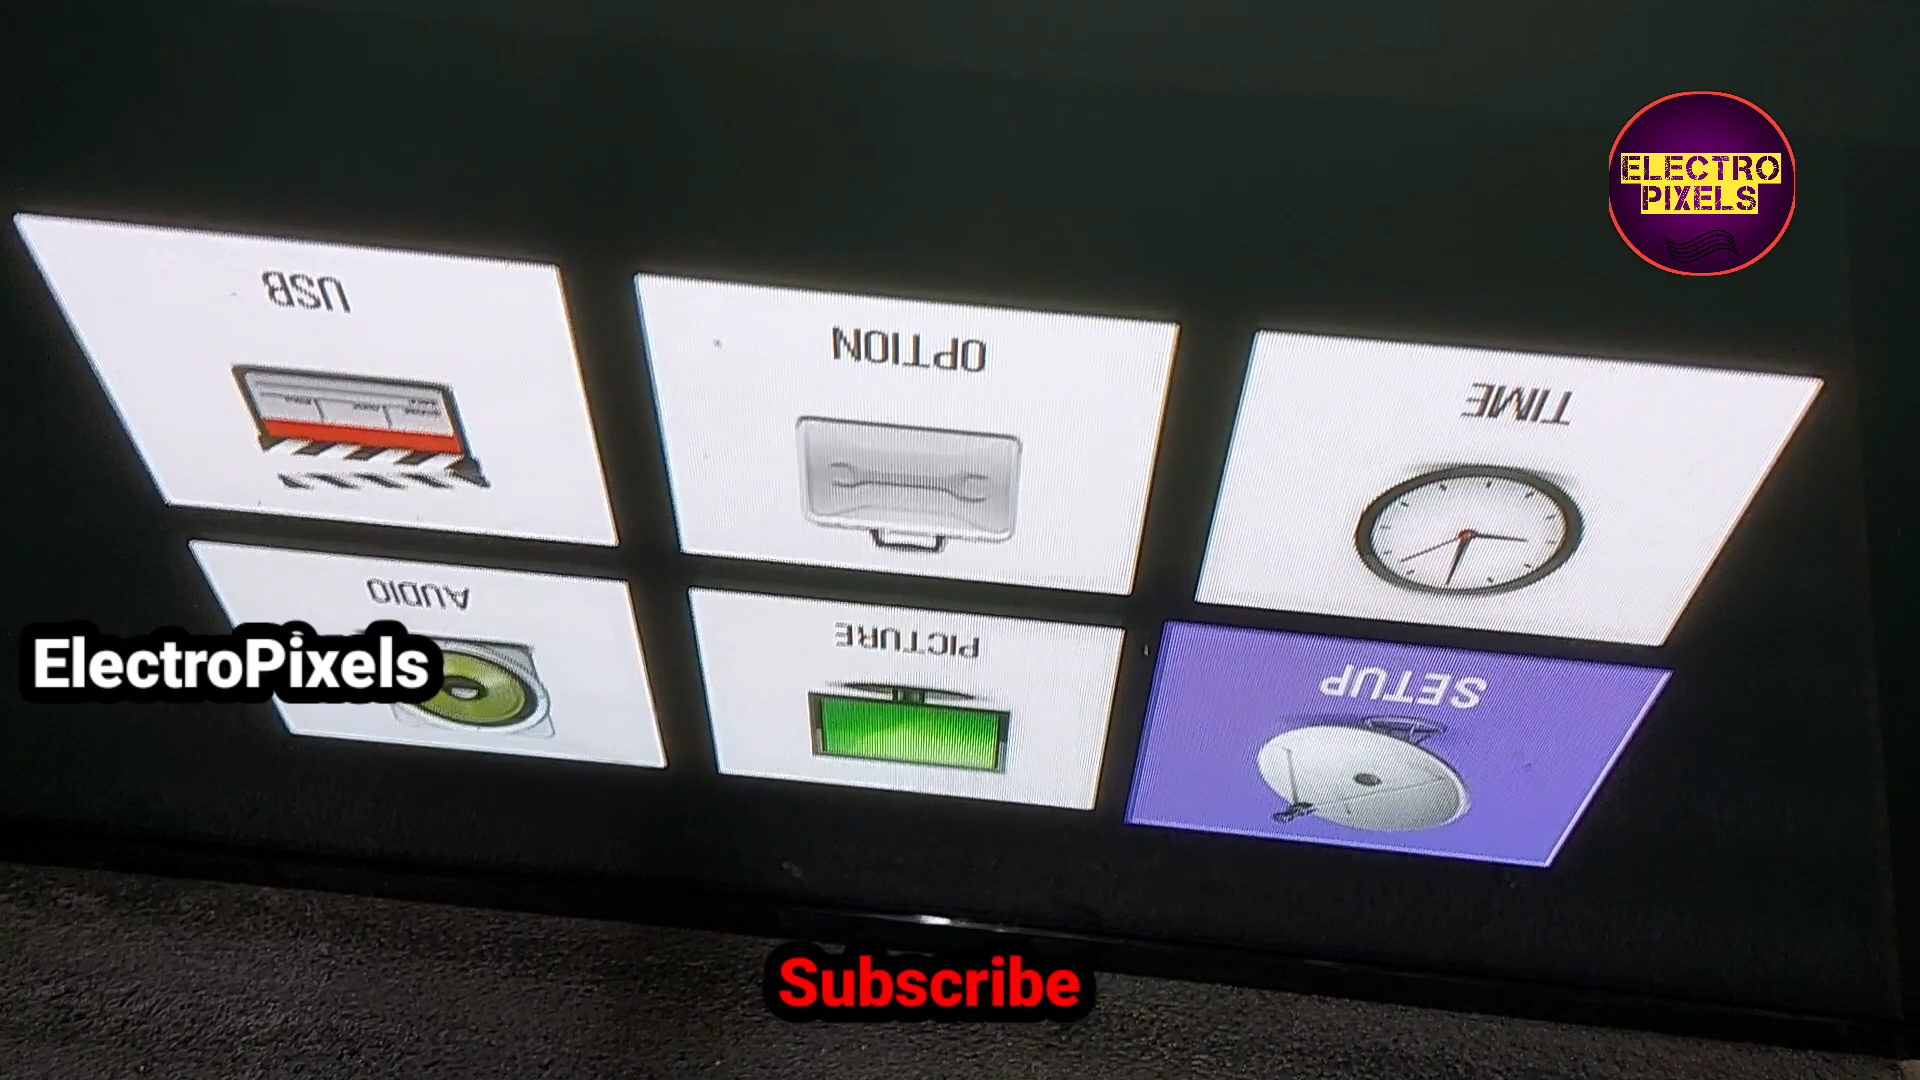 ELECTRO
PIXELS
USB
OPTION
TIME
AUDIO
PICTURE
SETUP
ElectroPixels
Subscribe